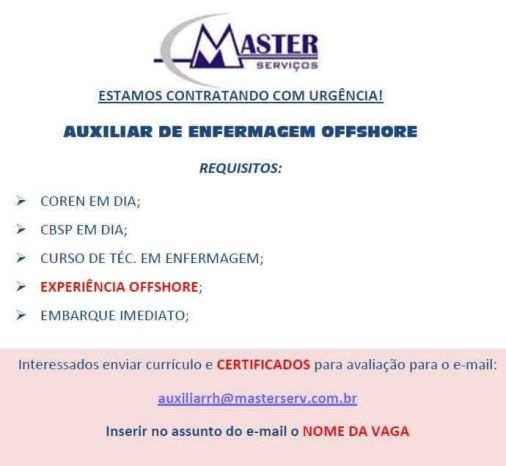 MASTER
SERVIÇOS
ESTAMOS CONTRATANDO COM URGÊNCIA!
AUXILIAR DE ENFERMAGEM OFFSHORE
REQUISITOS:
➢ COREN EM DIA;
➢ CBSP EM DIA;
➢ CURSO DE TÉC. EM ENFERMAGEM;
➢ EXPERIÊNCIA OFFSHORE;
➢ EMBARQUE IMEDIATO;
Interessados enviar currículo e CERTIFICADOS para avaliação para o e-mail:
auxiliarrh@masterserv.com.br
Inserir no assunto do e-mail o NOME DA VAGA